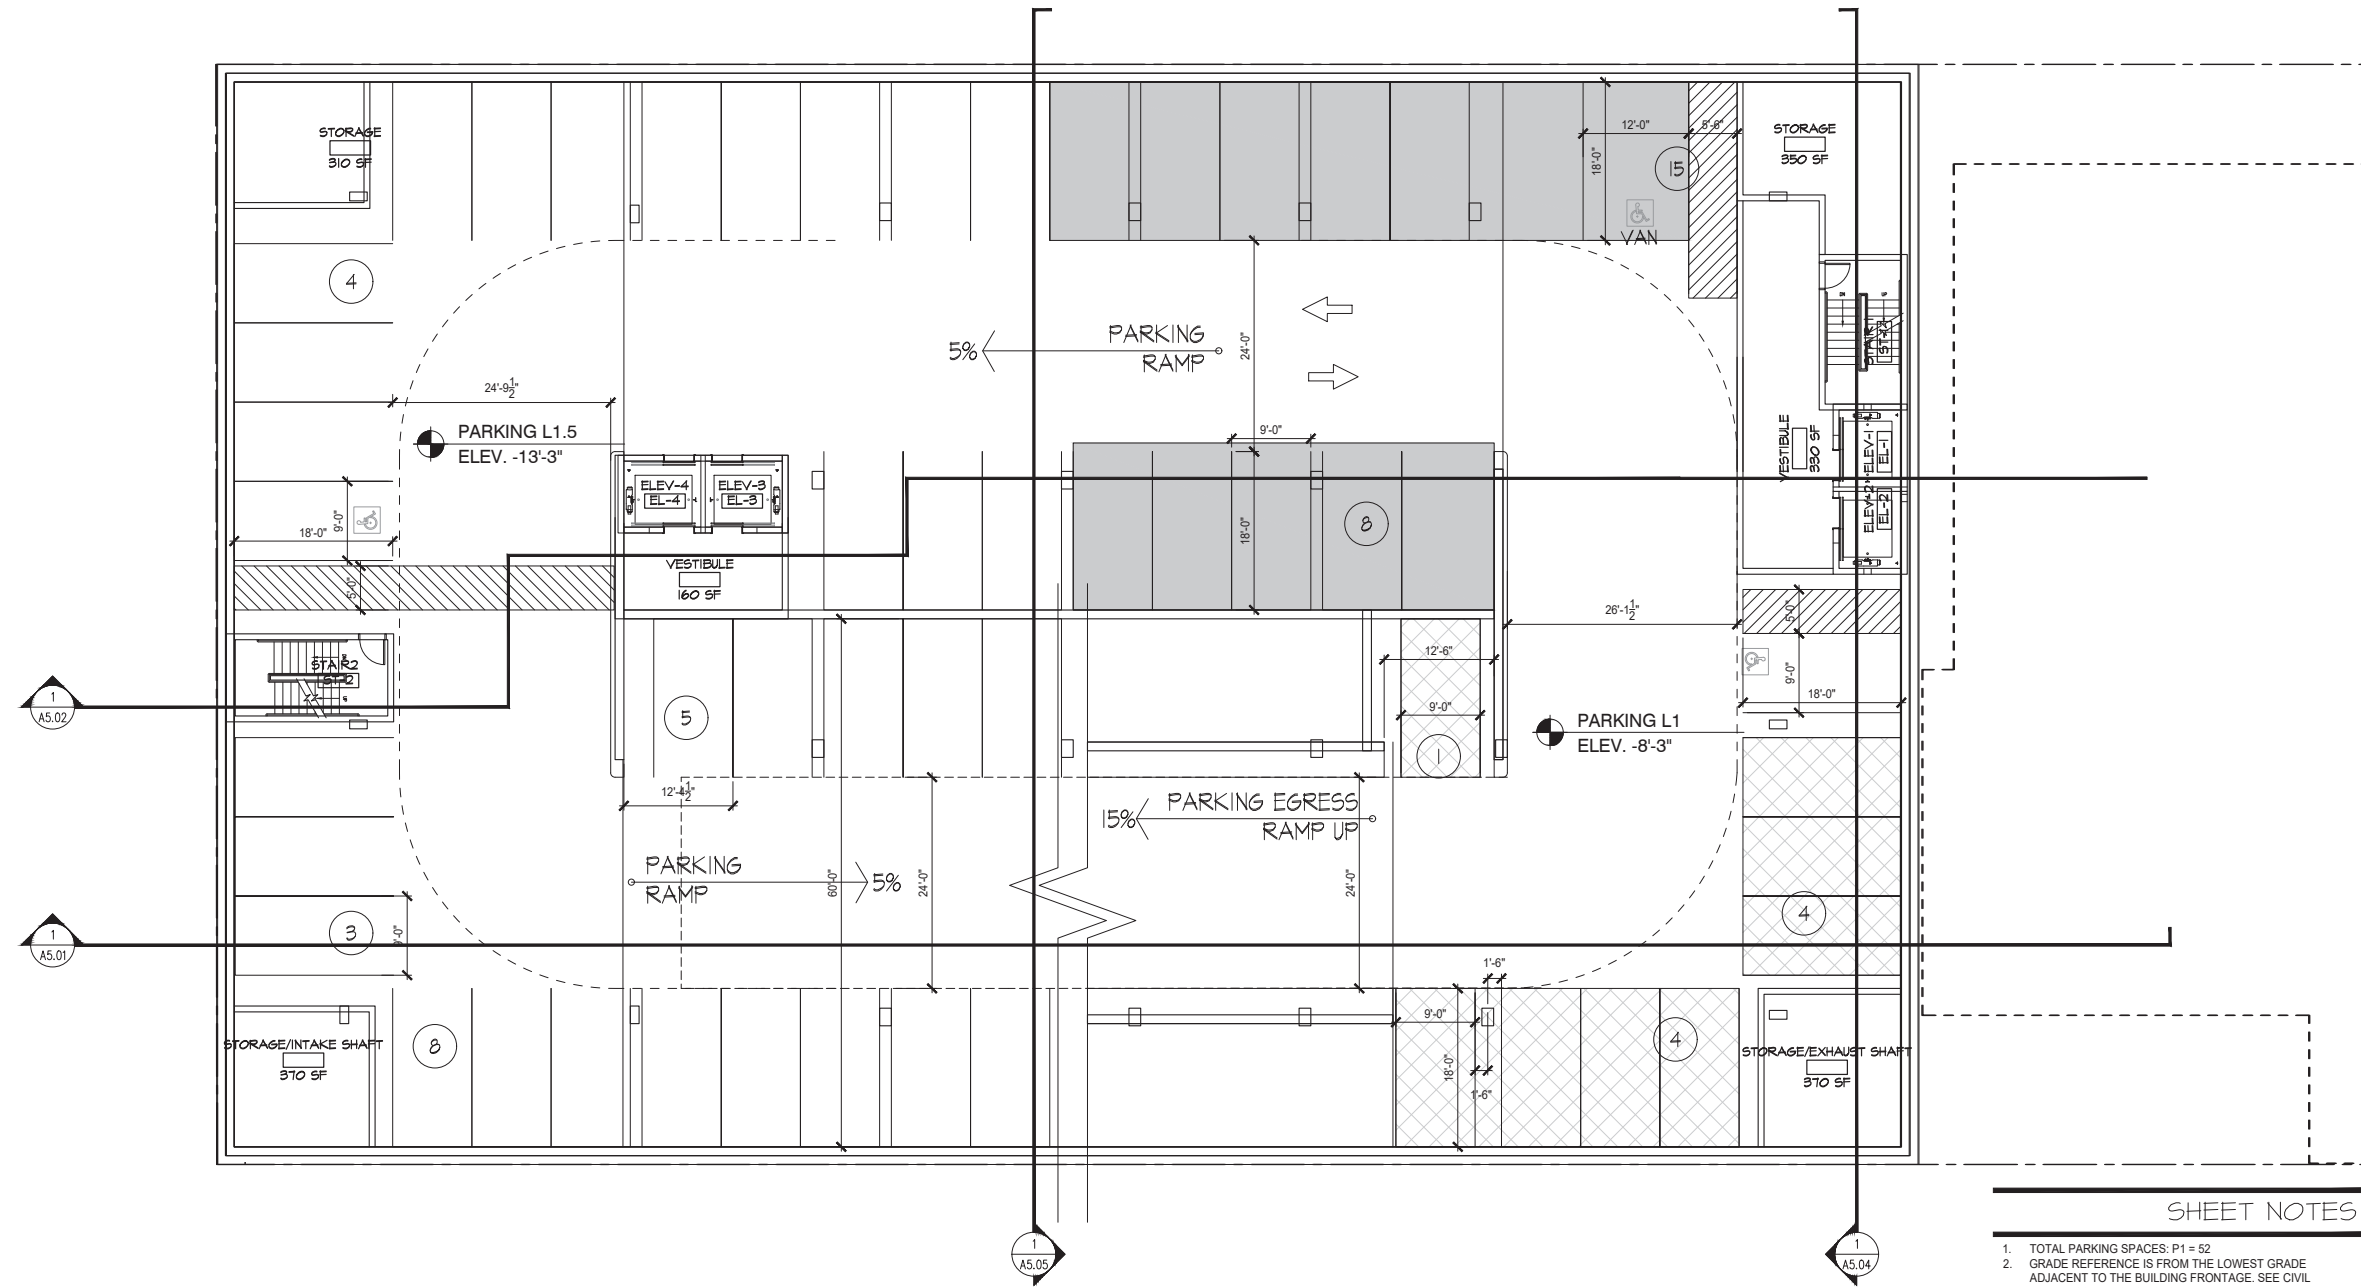 STORAGE
310 SF
12'-0"
5'-6"
18'-0"
15
VAN
STORAGE
350 SF
4
5%
PARKING
RAMP
24'-0"
24'-9 1/2"
PARKING L1.5
ELEV. -13'-3"
9'-0"
18'-0"
9'-0"
5'-0"
ELEV-4
EL-4
ELEV-3
EL-3
VESTIBULE
160 SF
18'-0"
8
VESTIBULE
330 SF
STAIR 1
ELEV-1
EL-1
ELEV-2
EL-2
26'-1 1/2"
5'-0"
9'-0"
18'-0"
STAIR2
ST-2
1
A5.02
5
12'-6"
9'-0"
1
PARKING L1
ELEV. -8'-3"
12'-4 1/2"
15%
PARKING EGRESS
RAMP UP
PARKING
RAMP
5%
60'-0"
24'-0"
24'-0"
3
9'-0"
4
1
A5.01
1'-6"
9'-0"
18'-0"
1'-6"
4
STORAGE/INTAKE SHAFT
370 SF
8
STORAGE/EXHAUST SHAFT
370 SF
1
A5.05
1
A5.04
SHEET NOTES
1. TOTAL PARKING SPACES: P1 = 52
2. GRADE REFERENCE IS FROM THE LOWEST GRADE
ADJACENT TO THE BUILDING FRONTAGE. SEE CIVIL